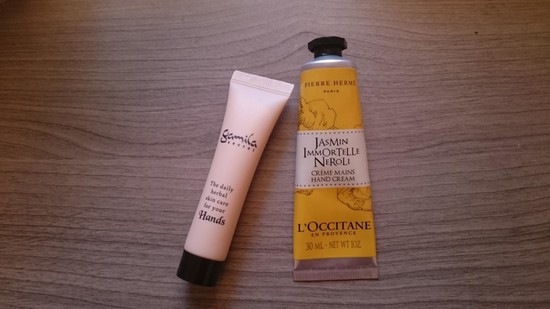 gamila
SECRET
The daily
herbal
skin care
for your
Hands
PIERRE HERMÉ
PARIS
JASMIN
IMMORTELLE
NEROLI
CRÈME MAINS
HAND CREAM
L'OCCITANE
EN PROVENCE
30 ML - NET WT 1OZ.